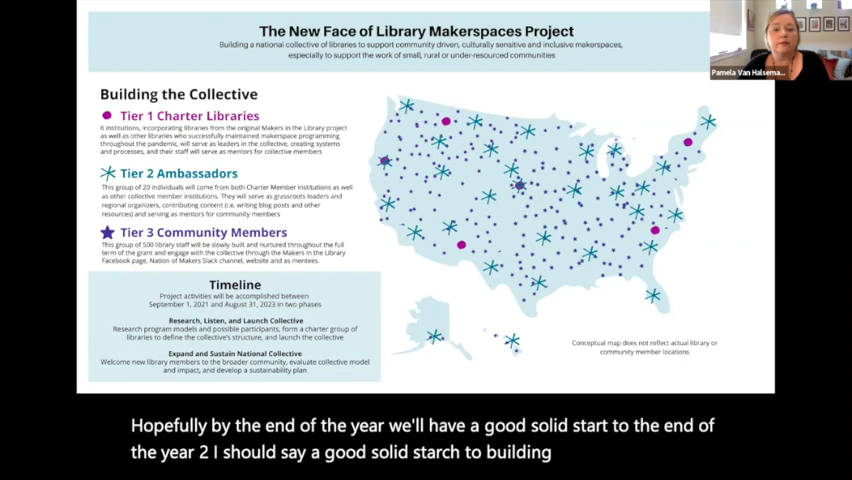 The New Face of Library Makerspaces Project
Building a national collective of libraries to support community driven, culturally sensitive and inclusive makerspaces,
especially to support the work of small, rural or under-resourced communities
Pamela Van Halsema...
Building the Collective
Tier 1 Charter Libraries
6 institutions, incorporating libraries from the original Makers in the Library project
as well as other libraries who successfully maintained makerspace programming
throughout the pandemic, will serve as leaders in the collective, creating systems
and processes, and their staff will serve as mentors for collective members
Tier 2 Ambassadors
This group of 20 individuals will come from both Charter Member institutions as well
as other collective member institutions. They will serve as grassroots leaders and
regional organizers, contributing content (i.e. writing blog posts and other
resources) and serving as mentors for community members
Tier 3 Community Members
This group of 500 library staff will be slowly built and nurtured throughout the full
term of the grant and engage with the collective through the Makers in the Library
Facebook page, Nation of Makers Slack channel, website and as mentees.
Timeline
Project activities will be accomplished between
September 1, 2021 and August 31, 2023 in two phases
Research, Listen, and Launch Collective
Research program models and possible participants, form a charter group of
libraries to define the collective's structure, and launch the collective
Expand and Sustain National Collective
Welcome new library members to the broader community, evaluate collective model
and impact, and develop a sustainability plan
Conceptual map does not reflect actual library or
community member locations
Hopefully by the end of the year we'll have a good solid start to the end of
the year 2 I should say a good solid starch to building